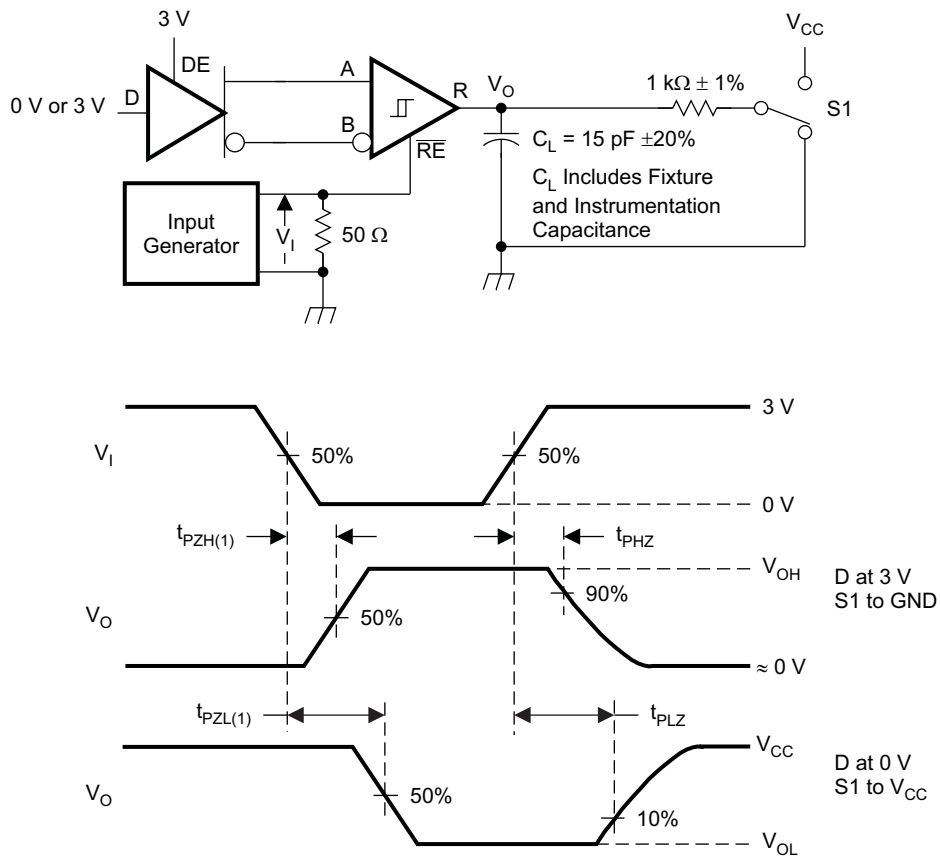 3 V
DE
D
0 V or 3 V
A
B
R
R̅E̅
V_O
1 kΩ ± 1%
V_CC
S1
C_L = 15 pF ±20%
C_L Includes Fixture
and Instrumentation
Capacitance
Input
Generator
V_I
50 Ω
V_I
50%
50%
3 V
0 V
t_PZH(1)
t_PHZ
V_O
50%
90%
V_OH
≈ 0 V
D at 3 V
S1 to GND
t_PZL(1)
t_PLZ
V_O
50%
10%
V_CC
V_OL
D at 0 V
S1 to V_CC